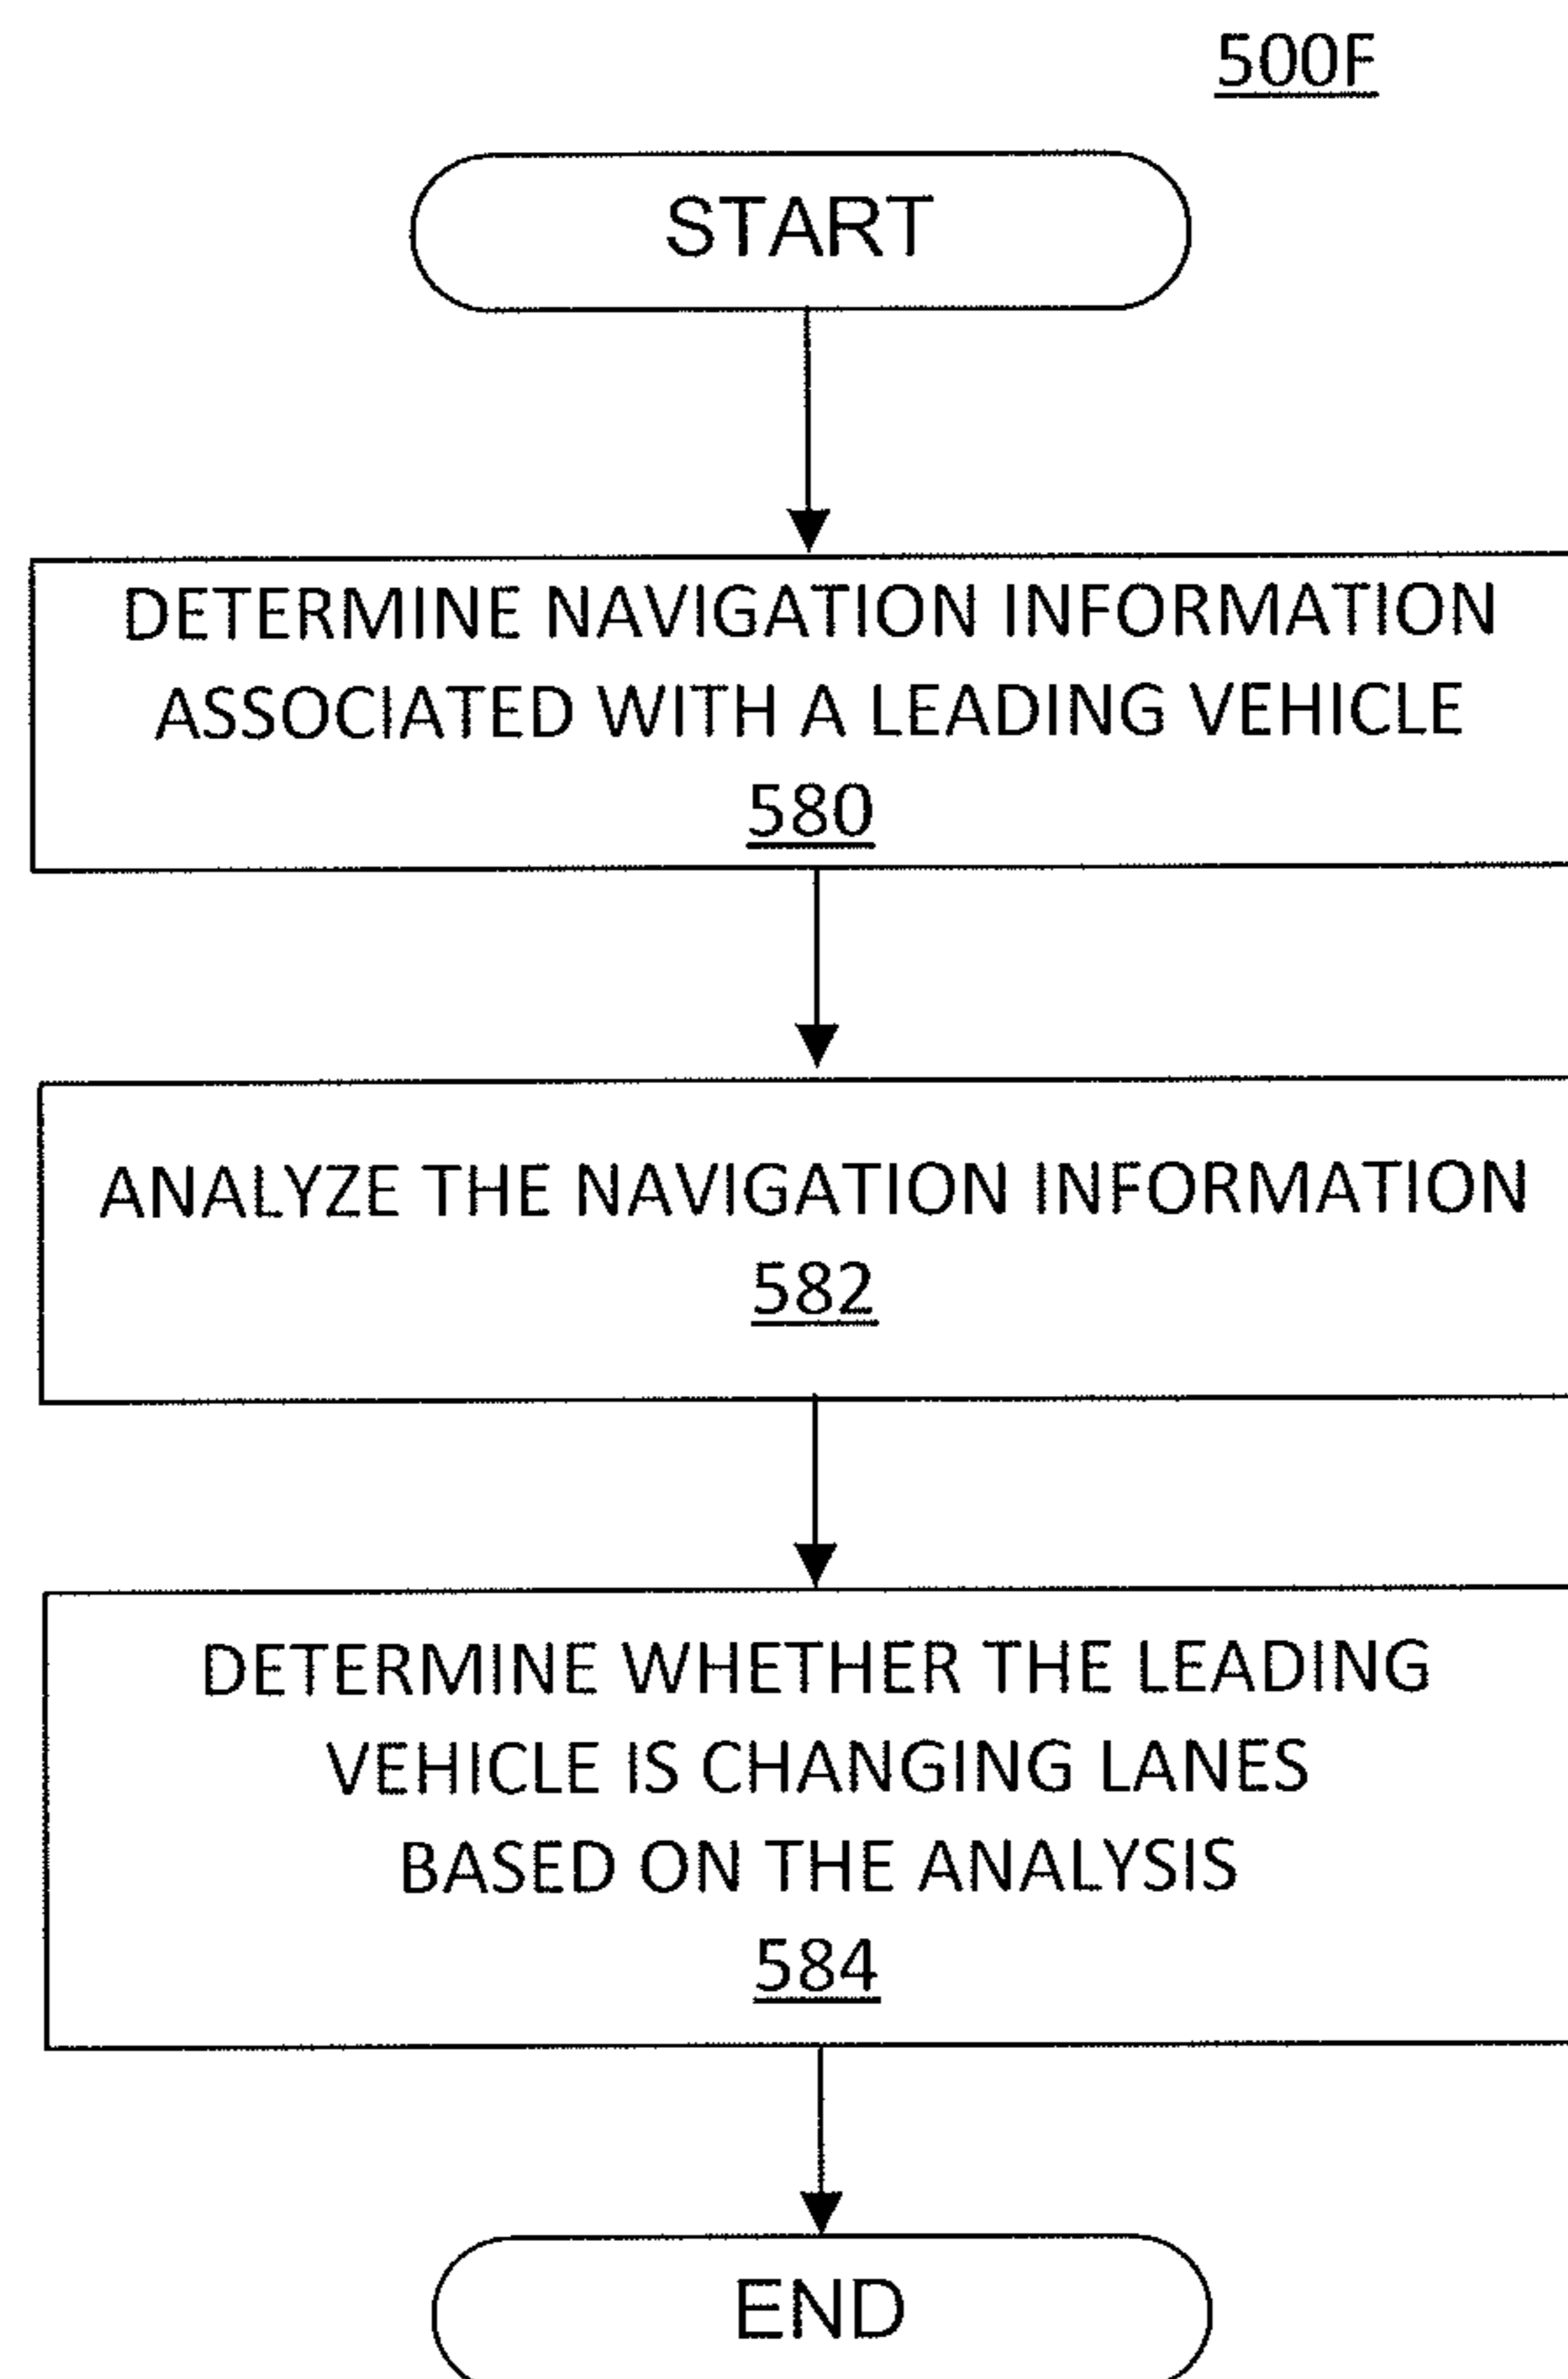 500F
START
DETERMINE NAVIGATION INFORMATION
ASSOCIATED WITH A LEADING VEHICLE
580
ANALYZE THE NAVIGATION INFORMATION
582
DETERMINE WHETHER THE LEADING
VEHICLE IS CHANGING LANES
BASED ON THE ANALYSIS
584
END